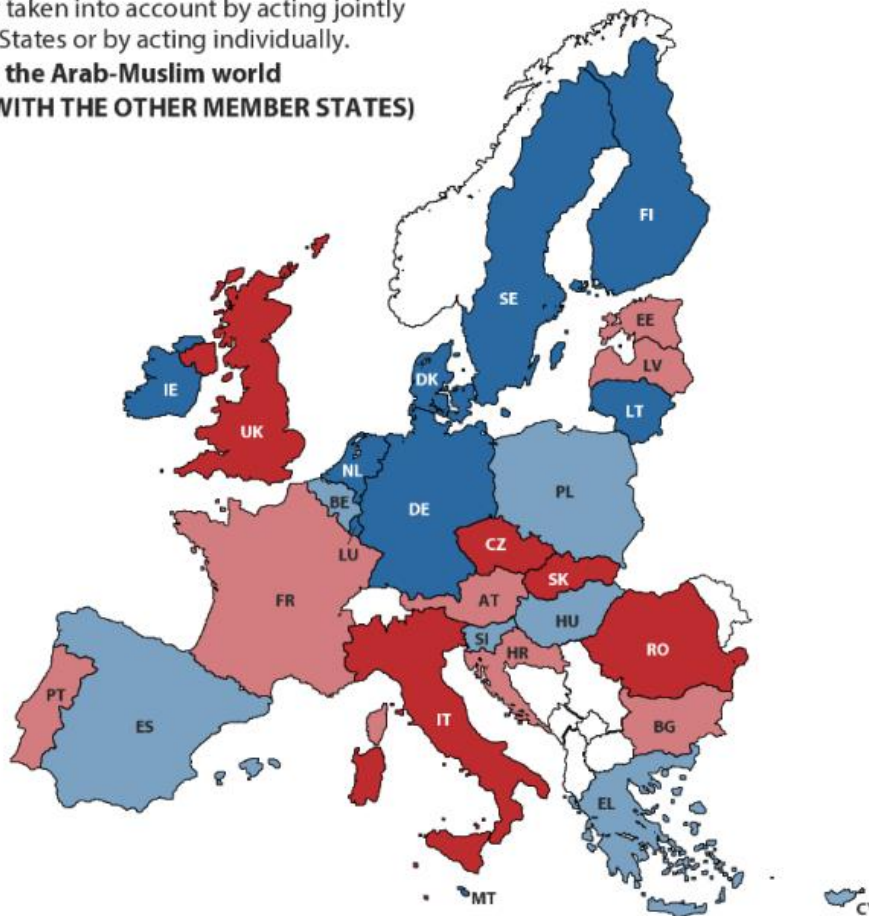 taken into account by acting jointly
States or by acting individually.
the Arab-Muslim world
WITH THE OTHER MEMBER STATES)
FI
SE
EE
LV
DK
LT
IE
UK
NL
BE
PL
DE
CZ
LU
SK
FR
AT
HU
SI
HR
RO
PT
ES
IT
BG
EL
MT